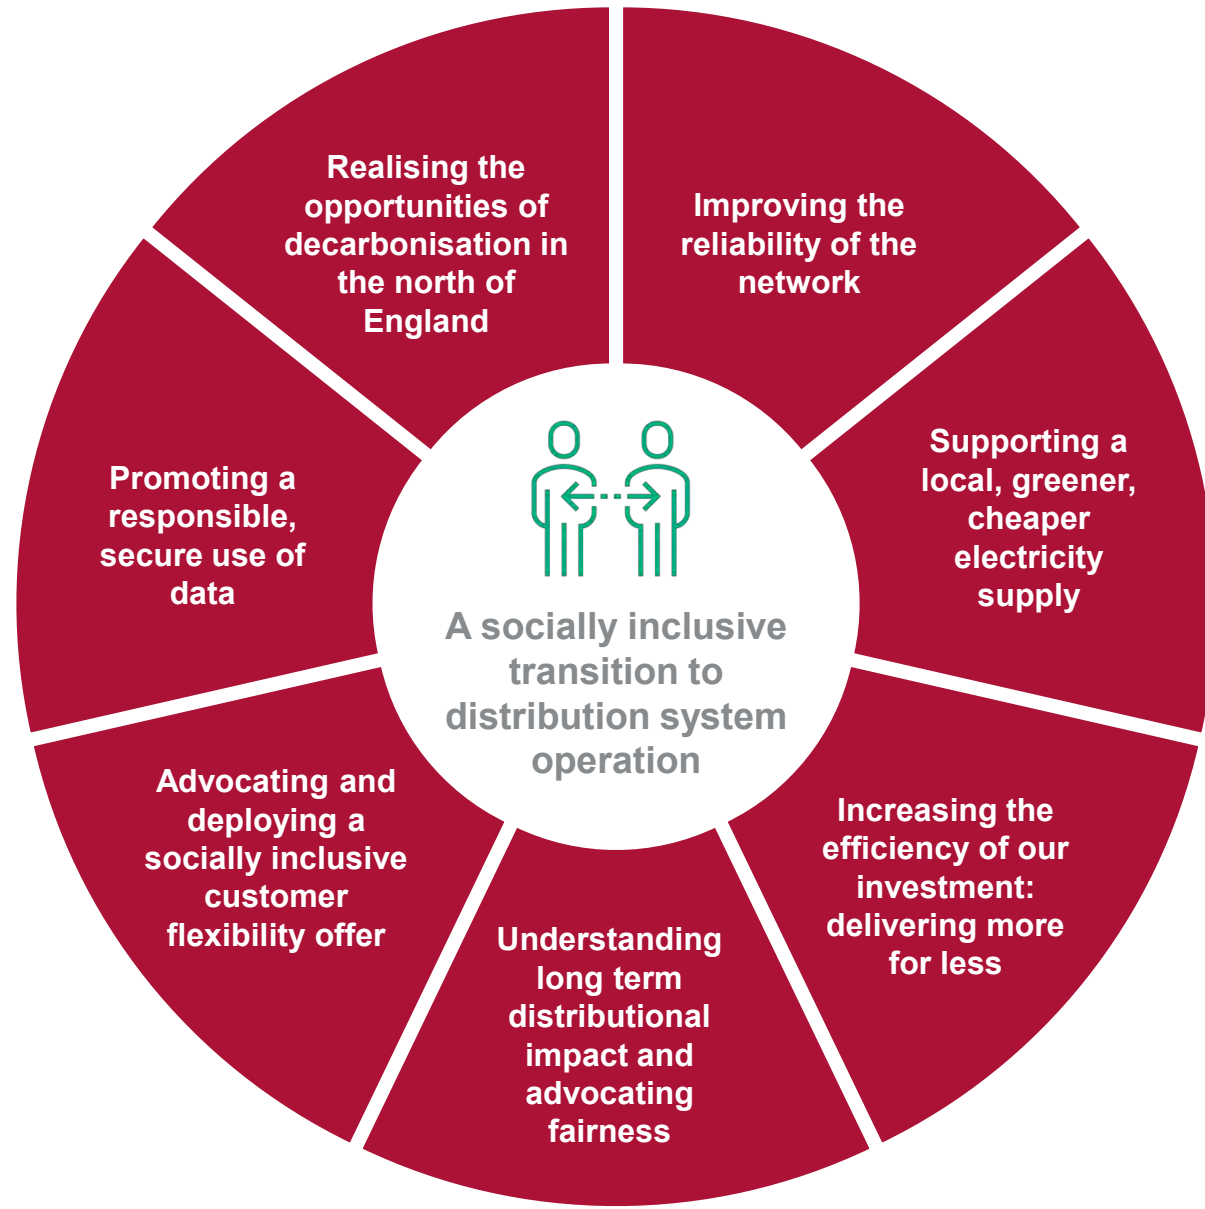 Realising the
opportunities of
decarbonisation in
the north of
England
Improving the
reliability of the
network
Supporting a
local, greener,
cheaper
electricity
supply
Increasing the
efficiency of our
investment:
delivering more
for less
Understanding
long term
distributional
impact and
advocating
fairness
Advocating and
deploying a
socially inclusive
customer
flexibility offer
Promoting a
responsible,
secure use of
data
A socially inclusive
transition to
distribution system
operation